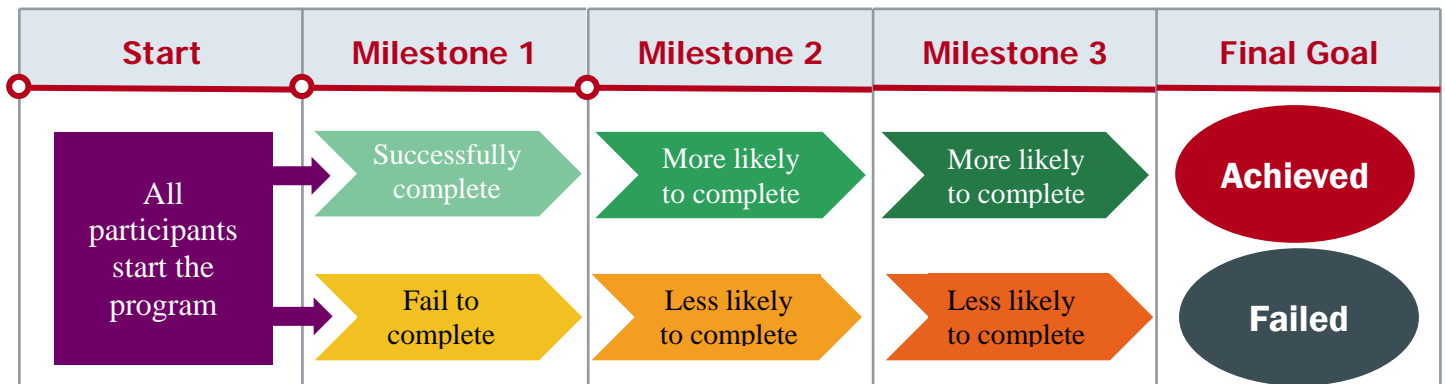 Start
Milestone 1
Milestone 2
Milestone 3
Final Goal
All
participants
start the
program
Successfully
complete
More likely
to complete
More likely
to complete
Achieved
Fail to
complete
Less likely
to complete
Less likely
to complete
Failed